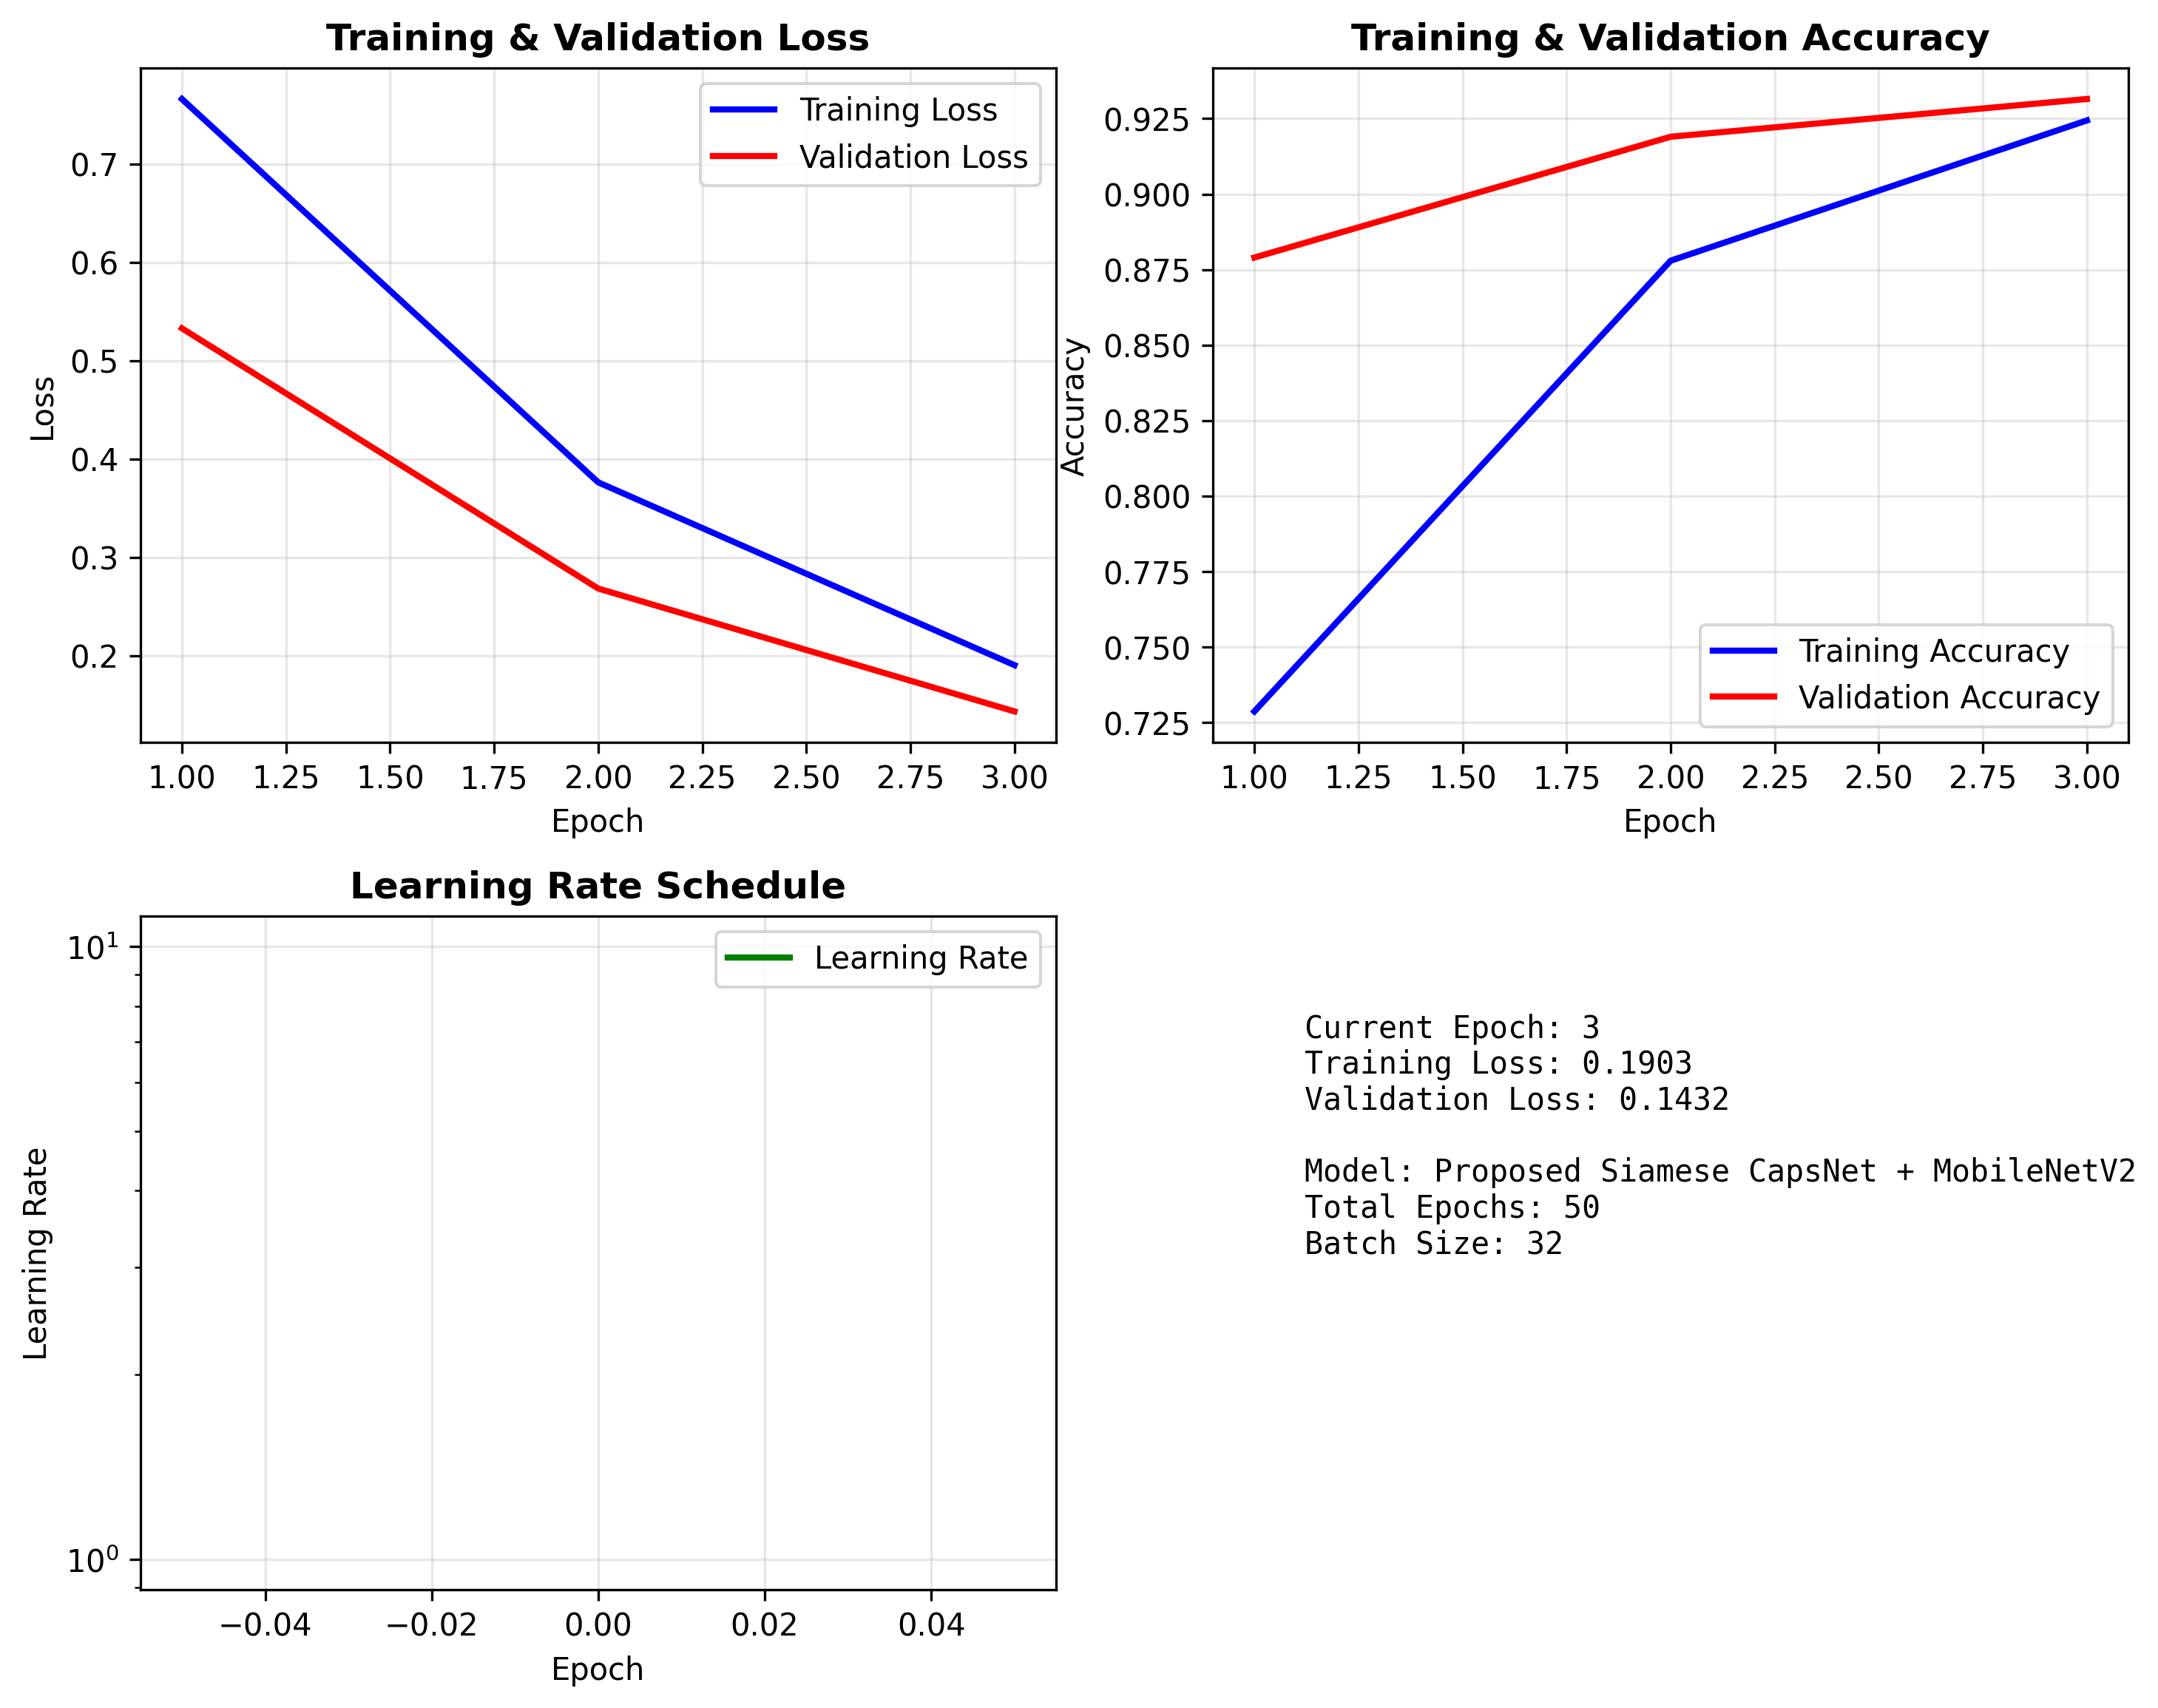 Training & Validation Loss
Training Loss
Validation Loss
0.7
0.6
0.5
0.4
0.3
0.2
Loss
1.00 1.25 1.50 1.75 2.00 2.25 2.50 2.75 3.00
Epoch
Training & Validation Accuracy
0.925
0.900
0.875
0.850
0.825
0.800
0.775
0.750
0.725
Accuracy
Training Accuracy
Validation Accuracy
1.00 1.25 1.50 1.75 2.00 2.25 2.50 2.75 3.00
Epoch
Learning Rate Schedule
Learning Rate
10¹
10⁰
Learning Rate
−0.04 −0.02 0.00 0.02 0.04
Epoch
Current Epoch: 3
Training Loss: 0.1903
Validation Loss: 0.1432
Model: Proposed Siamese CapsNet + MobileNetV2
Total Epochs: 50
Batch Size: 32